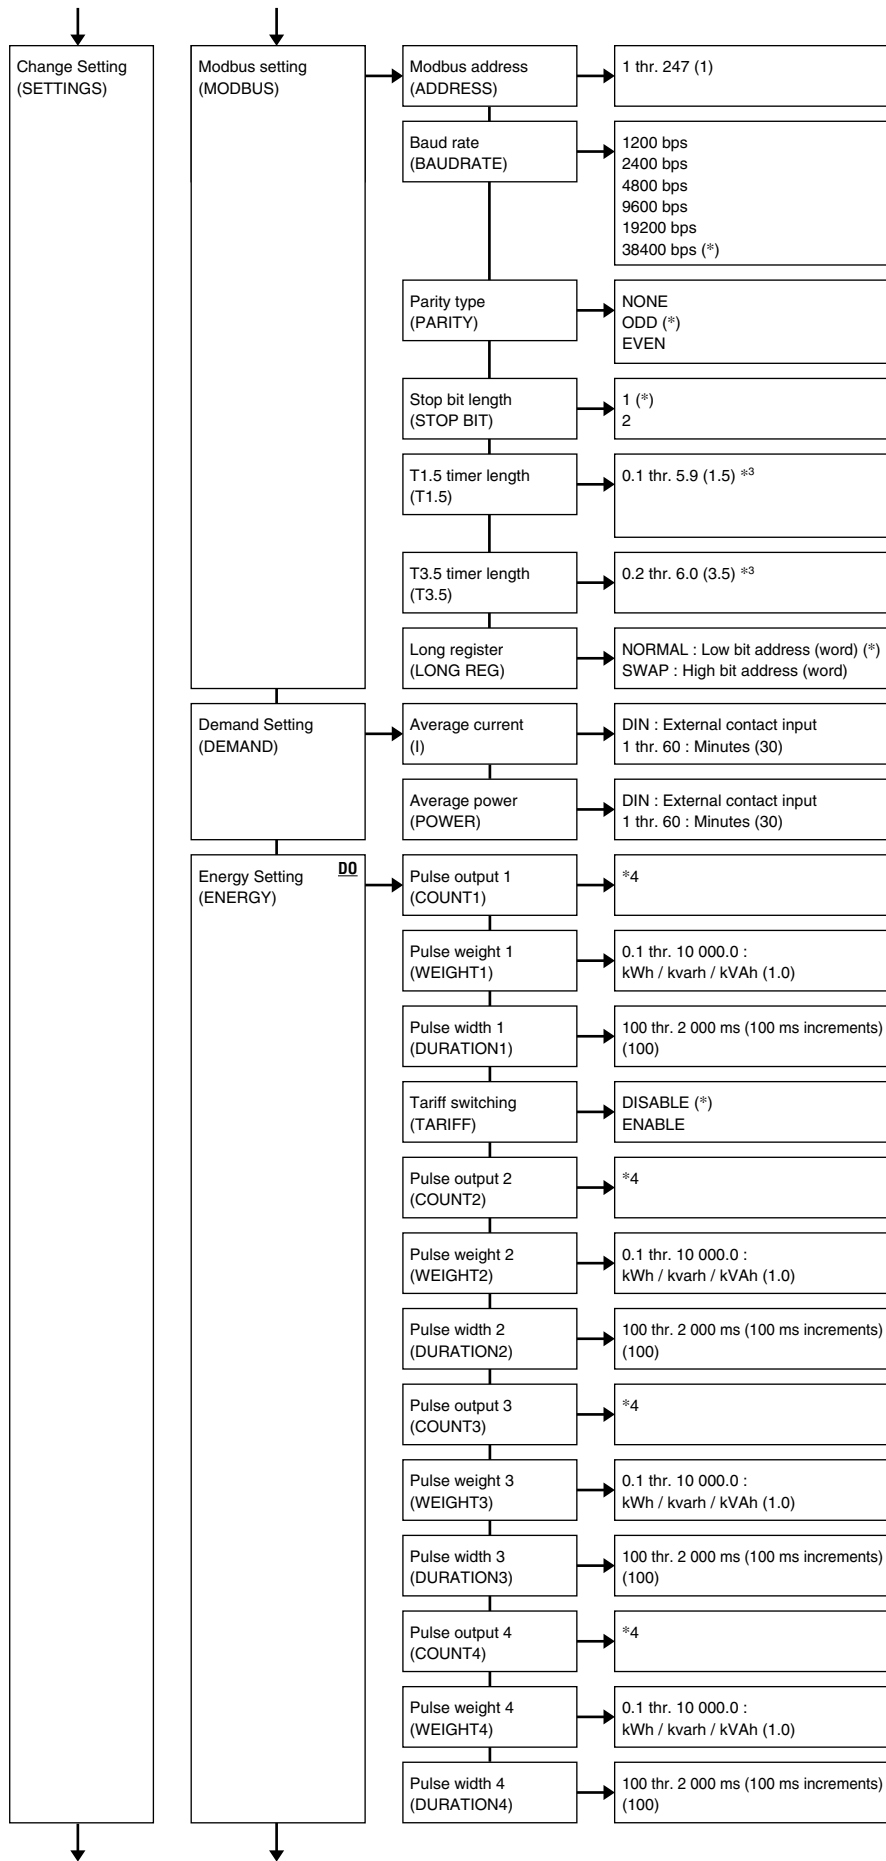 Change Setting
(SETTINGS)
Modbus setting
(MODBUS)
Modbus address
(ADDRESS)
1 thr. 247 (1)
Baud rate
(BAUDRATE)
1200 bps
2400 bps
4800 bps
9600 bps
19200 bps
38400 bps (*)
Parity type
(PARITY)
NONE
ODD (*)
EVEN
Stop bit length
(STOP BIT)
1 (*)
2
T1.5 timer length
(T1.5)
0.1 thr. 5.9 (1.5) *3
T3.5 timer length
(T3.5)
0.2 thr. 6.0 (3.5) *3
Long register
(LONG REG)
NORMAL : Low bit address (word) (*)
SWAP : High bit address (word)
Demand Setting
(DEMAND)
Average current
(I)
DIN : External contact input
1 thr. 60 : Minutes (30)
Average power
(POWER)
DIN : External contact input
1 thr. 60 : Minutes (30)
Energy Setting DO
(ENERGY)
Pulse output 1
(COUNT1)
*4
Pulse weight 1
(WEIGHT1)
0.1 thr. 10 000.0 :
kWh / kvarh / kVAh (1.0)
Pulse width 1
(DURATION1)
100 thr. 2 000 ms (100 ms increments)
(100)
Tariff switching
(TARIFF)
DISABLE (*)
ENABLE
Pulse output 2
(COUNT2)
*4
Pulse weight 2
(WEIGHT2)
0.1 thr. 10 000.0 :
kWh / kvarh / kVAh (1.0)
Pulse width 2
(DURATION2)
100 thr. 2 000 ms (100 ms increments)
(100)
Pulse output 3
(COUNT3)
*4
Pulse weight 3
(WEIGHT3)
0.1 thr. 10 000.0 :
kWh / kvarh / kVAh (1.0)
Pulse width 3
(DURATION3)
100 thr. 2 000 ms (100 ms increments)
(100)
Pulse output 4
(COUNT4)
*4
Pulse weight 4
(WEIGHT4)
0.1 thr. 10 000.0 :
kWh / kvarh / kVAh (1.0)
Pulse width 4
(DURATION4)
100 thr. 2 000 ms (100 ms increments)
(100)